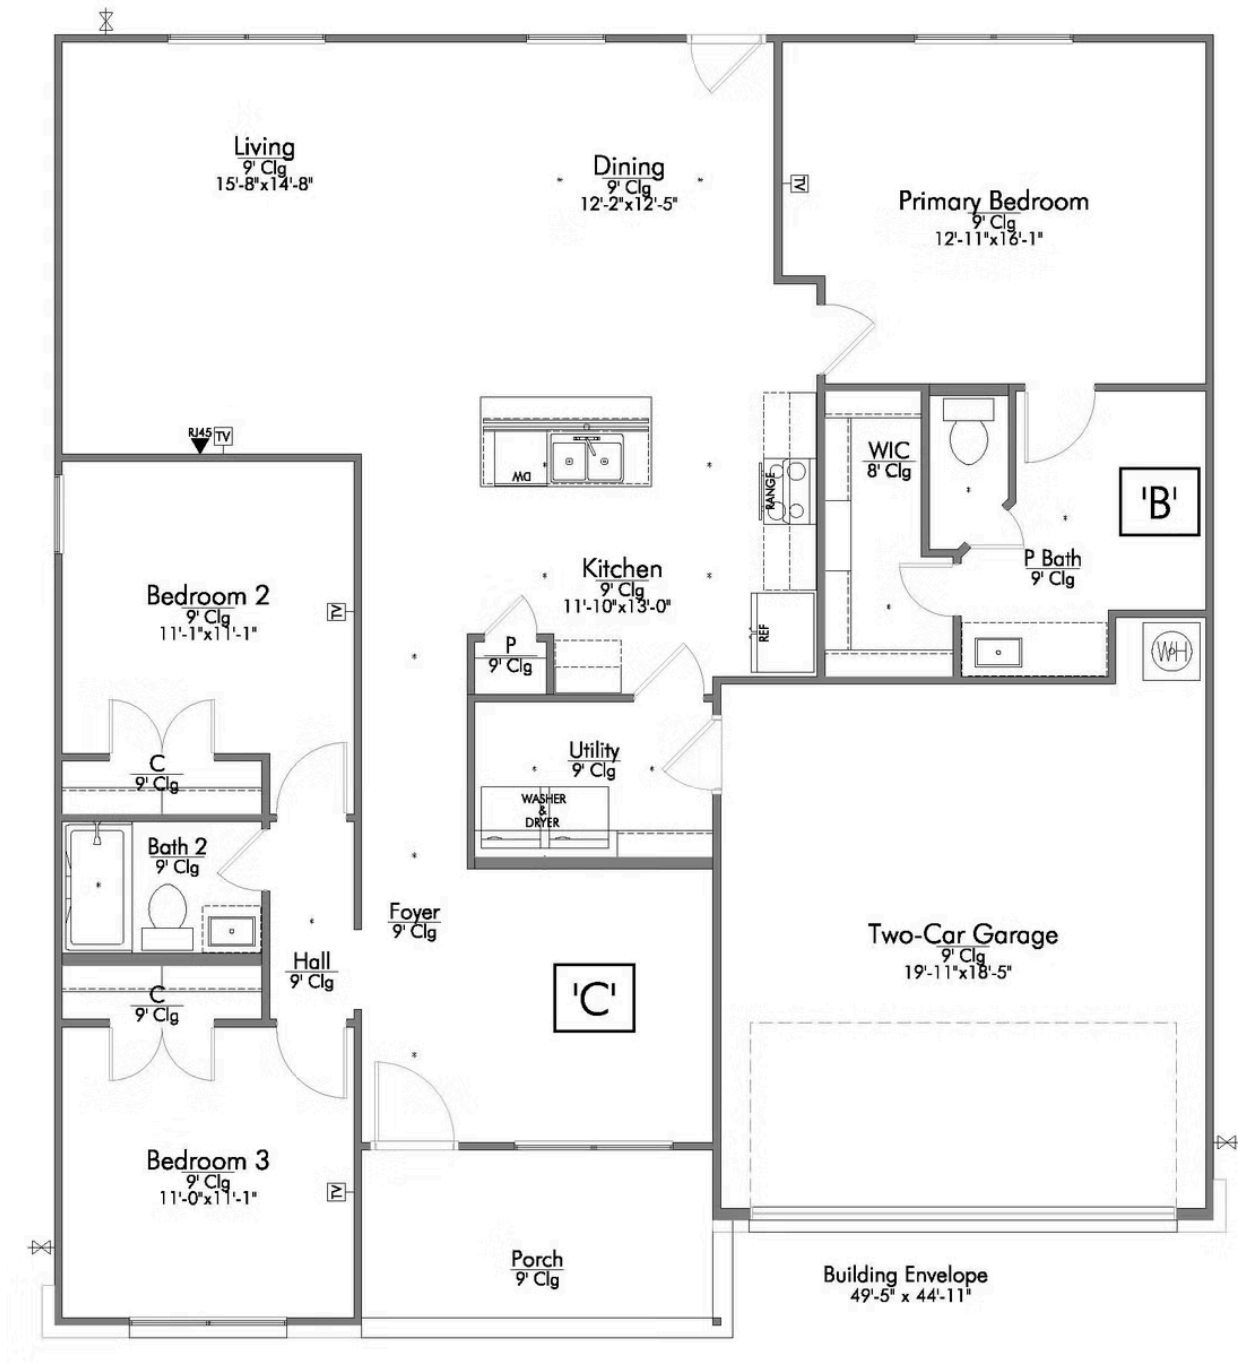 Living
9' Clg
15'-8"x14'-8"
Dining
9' Clg
12'-2"x12'-5"
TV
Primary Bedroom
9' Clg
12'-11"x16'-1"
RJ45
TV
DW
RANGE
WIC
8' Clg
'B'
P Bath
9' Clg
Kitchen
9' Clg
11'-10"x13'-0"
Bedroom 2
9' Clg
11'-1"x11'-1"
TV
P
9' Clg
REF
WH
C
9' Clg
Utility
9' Clg
WASHER
&
DRYER
Bath 2
9' Clg
Foyer
9' Clg
Hall
9' Clg
C
9' Clg
'C'
Two-Car Garage
9' Clg
19'-11"x18'-5"
Bedroom 3
9' Clg
11'-0"x11'-1"
TV
Porch
9' Clg
Building Envelope
49'-5" x 44'-11"